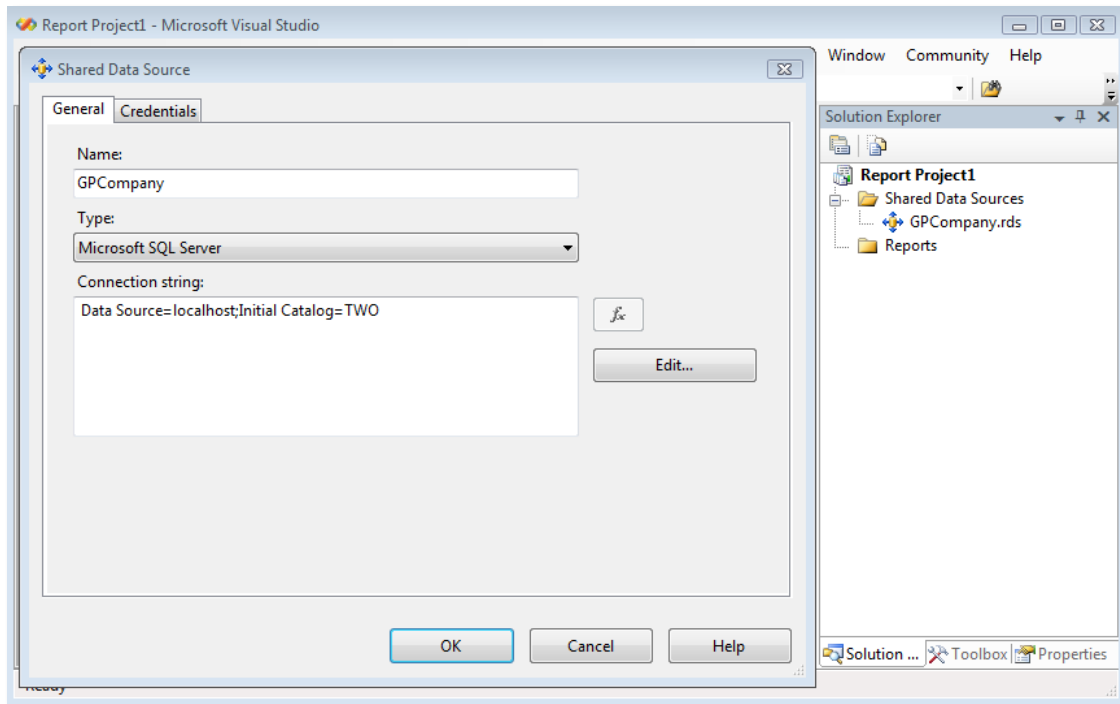 Report Project1 - Microsoft Visual Studio
Shared Data Source
Window Community Help
General Credentials
Solution Explorer
Name:
GPCompany
Report Project1
Shared Data Sources
Type:
GPCompany.rds
Microsoft SQL Server
Reports
Connection string:
Data Source=localhost;Initial Catalog=TWO
fx
Edit...
OK Cancel Help
Solution ... Toolbox Properties
Ready